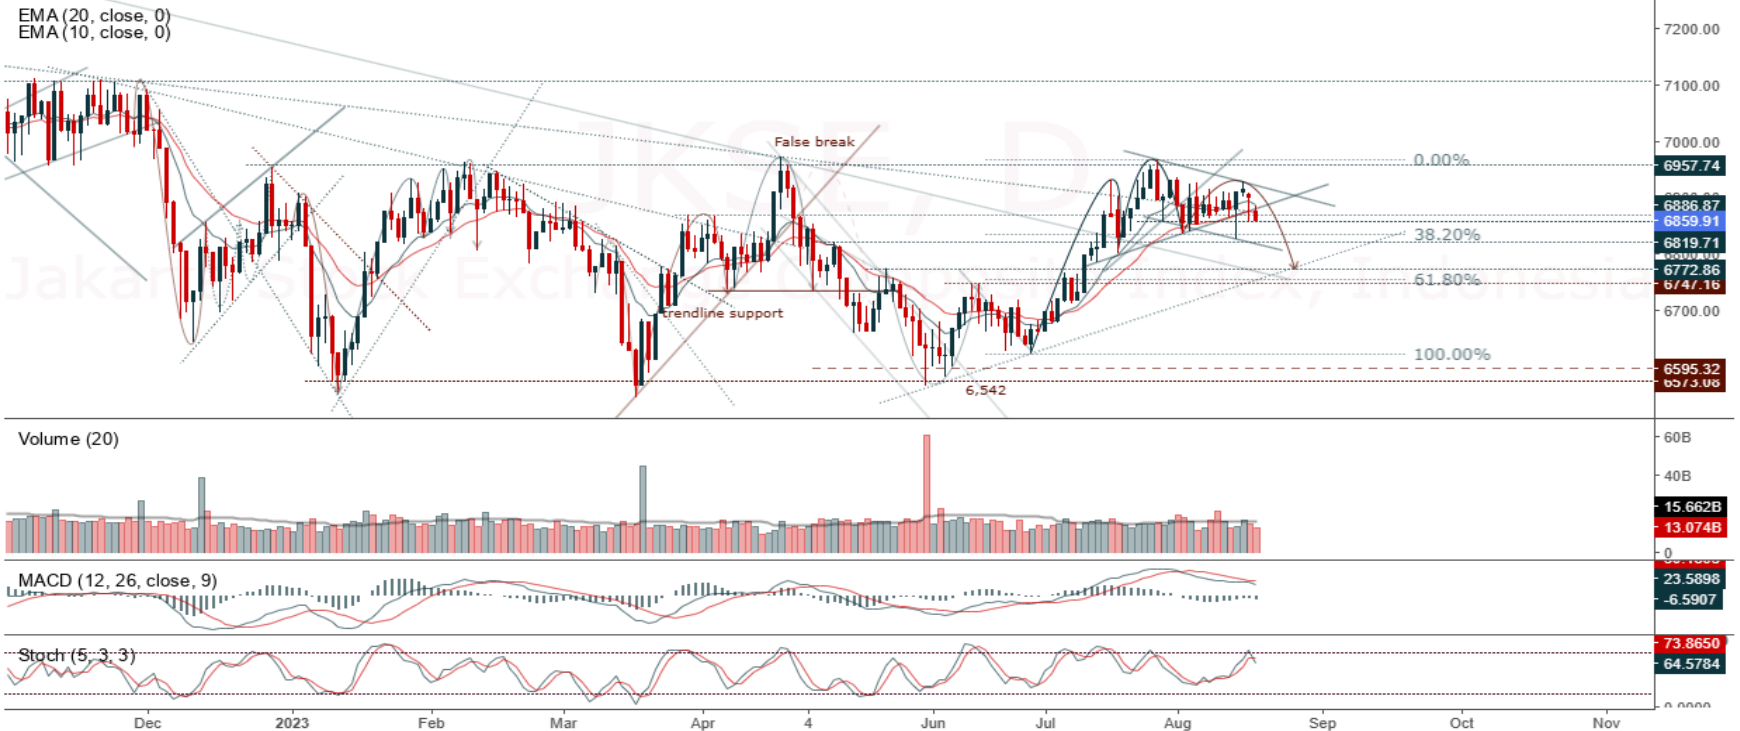 EMA (20, close, 0)
EMA (10, close, 0)
7200.00
7100.00
False break
7000.00
JKSE, D
0.00%
6957.74
6886.87
6859.91
38.20%
6819.71
6772.86
61.80%
6747.16
trendline support
6700.00
100.00%
6595.32
6573.08
6,542
Volume (20)
60B
40B
15.662B
13.074B
0
MACD (12, 26, close, 9)
23.5898
-6.5907
Stoch (5, 3, 3)
73.8650
64.5784
Dec
2023
Feb
Mar
Apr
4
Jun
Jul
Aug
Sep
Oct
Nov